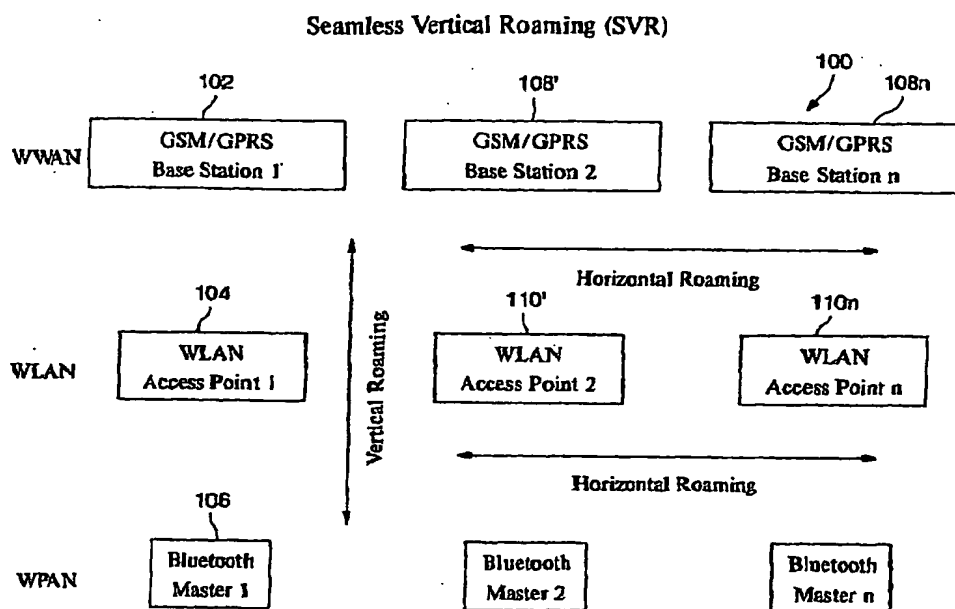 Seamless Vertical Roaming (SVR)
102
108'
100
108n
WWAN
GSM/GPRS
Base Station 1
GSM/GPRS
Base Station 2
GSM/GPRS
Base Station n
Horizontal Roaming
Vertical Roaming
104
110'
110n
WLAN
WLAN
Access Point 1
WLAN
Access Point 2
WLAN
Access Point n
Horizontal Roaming
106
WPAN
Bluetooth
Master 1
Bluetooth
Master 2
Bluetooth
Master n